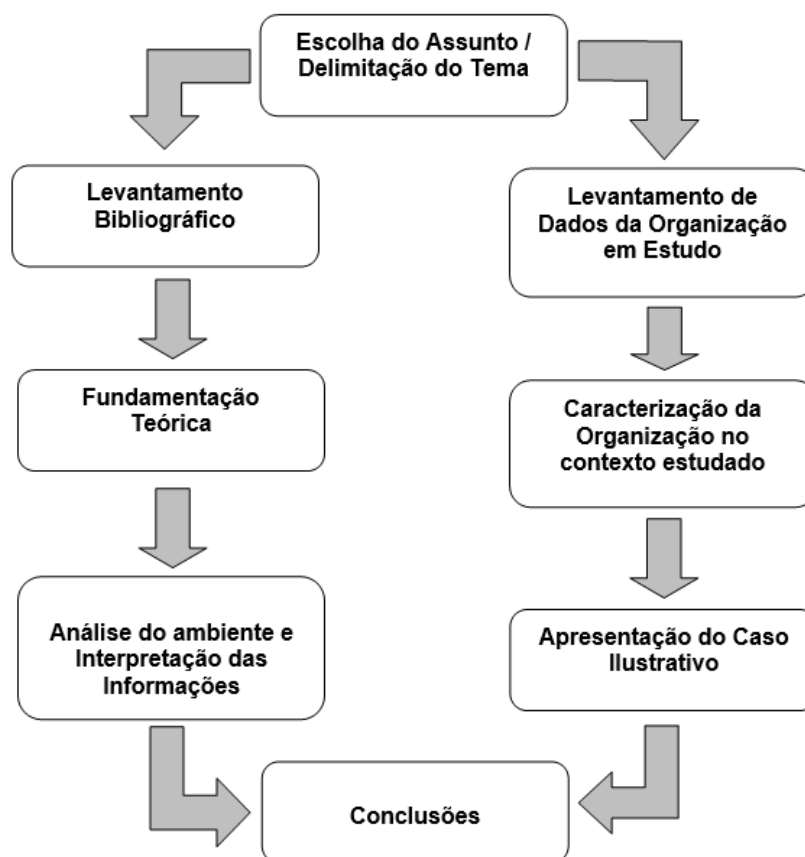 Escolha do Assunto /
Delimitação do Tema
Levantamento
Bibliográfico
Levantamento de
Dados da Organização
em Estudo
Fundamentação
Teórica
Caracterização da
Organização no
contexto estudado
Análise do ambiente e
Interpretação das
Informações
Apresentação do Caso
Ilustrativo
Conclusões